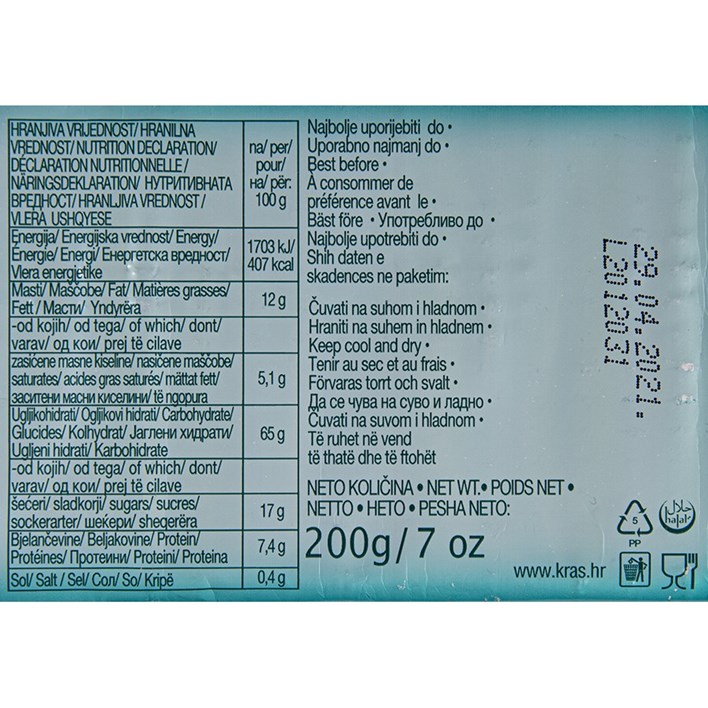 HRANJIVA VRIJEDNOST/ HRANILNA
VREDNOST/ NUTRITION DECLARATION/
DÉCLARATION NUTRITIONNELLE /
NÄRINGSDEKLARATION/ НУТРИТИВНАТА
ВРЕДНОСТ/ HRANLJIVA VREDNOST /
VLERA USHQYESE
na/ per/
pour/
на/ për:
100 g
Energija/ Energijska vrednost/ Energy/
Énergie/ Energi/ Енергетска вредност/
Vlera energjetike
1703 kJ/
407 kcal
Masti/ Maščobe/ Fat/ Matières grasses/
Fett / Масти/ Yndyrëra
12 g
-od kojih/ od tega/ of which/ dont/
varav/ од кои/ prej të cilave
zasićene masne kiseline/ nasičene maščobe/
saturates/ acides gras saturés/ mättat fett/
заситени масни киселини/ të ngopura
5,1 g
Ugljikohidrati/ Ogljikovi hidrati/ Carbohydrate/
Glucides/ Kolhydrat/ Јаглени хидрати/
Ugljeni hidrati/ Karbohidrate
65 g
-od kojih/ od tega/ of which/ dont/
varav/ од кои/ prej të cilave
šećeri/ sladkorji/ sugars/ sucres/
sockerarter/ шеќери/ sheqerëra
17 g
Bjelančevine/ Beljakovine/ Protein/
Protéines/ Протеини/ Proteini/ Proteina
7,4 g
Sol/ Salt / Sel/ Сол/ So/ Kripë
0,4 g
Najbolje uporijebiti do •
Uporabno najmanj do •
Best before •
À consommer de
préférence avant le •
Bäst före • Употребливо до •
Najbolje upotrebiti do •
Shih daten e
skadences ne paketim:
Čuvati na suhom i hladnom •
Hraniti na suhem in hladnem •
Keep cool and dry •
Tenir au sec et au frais •
Förvaras torrt och svalt •
Да се чува на суво и ладно •
Čuvati na suvom i hladnom •
Të ruhet në vend
të thatë dhe të ftohët
NETO KOLIČINA • NET WT.• POIDS NET •
NETTO • НЕТО • PESHA NETO:
200g/ 7 oz
29.04.2021.
L2012031
5
PP
حلال
halal
www.kras.hr